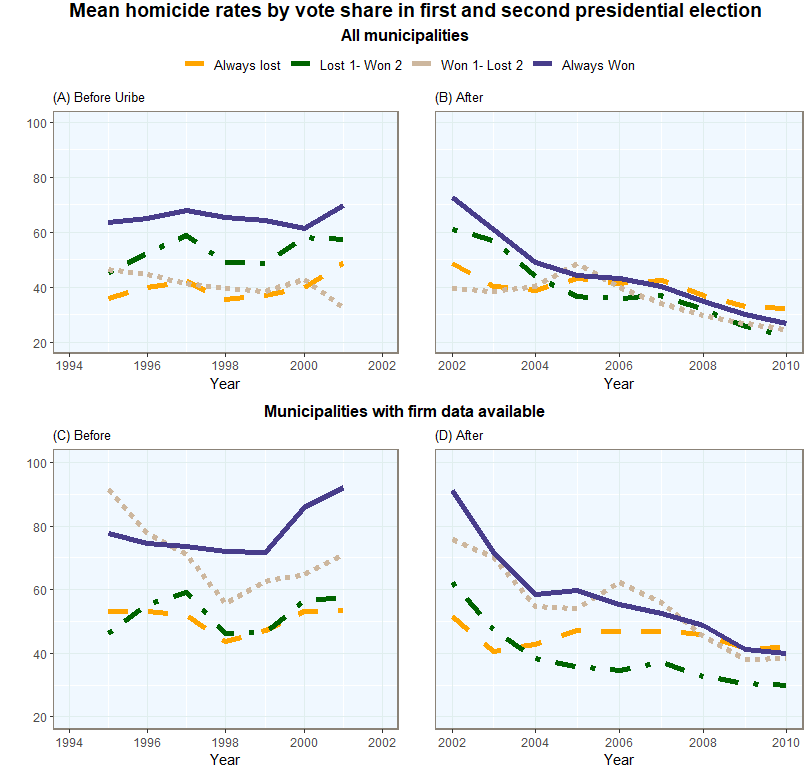 Mean homicide rates by vote share in first and second presidential election
All municipalities
Always lost Lost 1- Won 2 Won 1- Lost 2 Always Won
(A) Before Uribe (B) After
100
80
60
40
20
1994 1996 1998 2000 2002 2002 2004 2006 2008 2010
Year Year
Municipalities with firm data available
(C) Before (D) After
100
80
60
40
20
1994 1996 1998 2000 2002 2002 2004 2006 2008 2010
Year Year